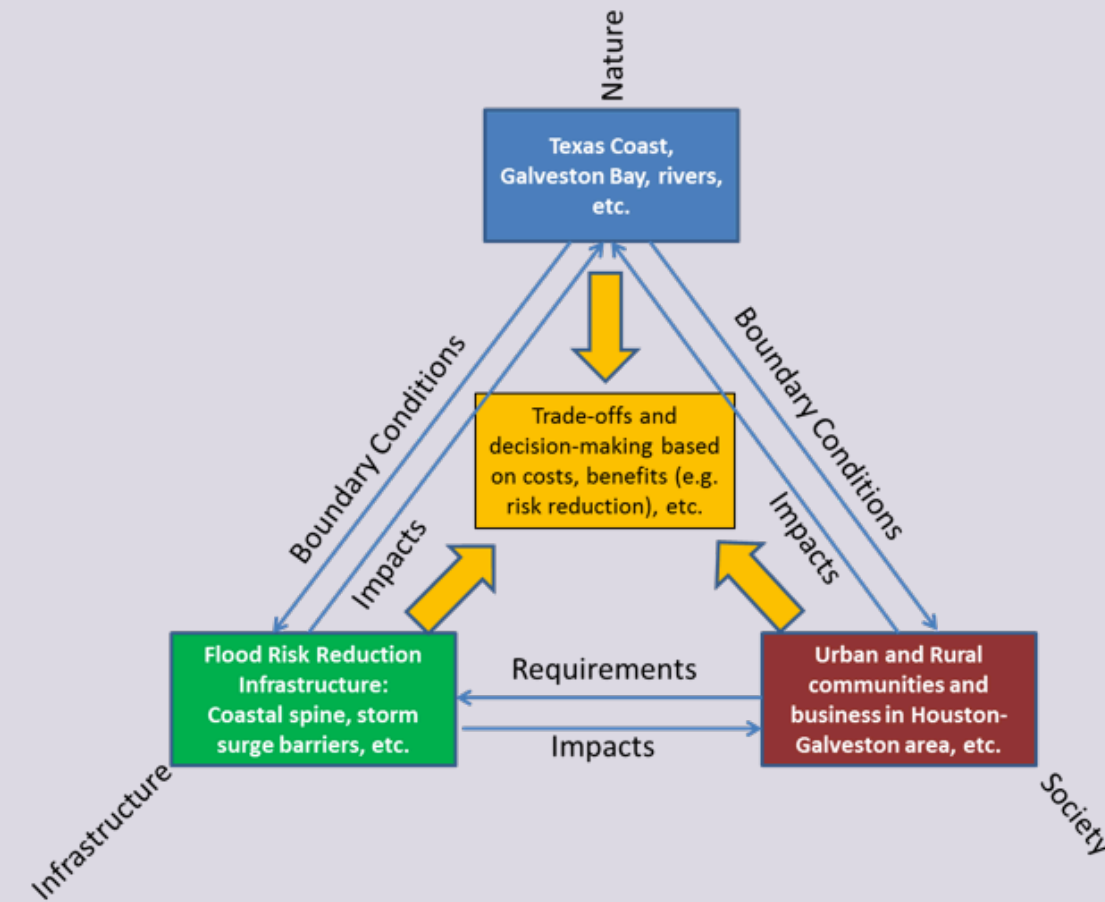 Nature
Texas Coast,
Galveston Bay, rivers,
etc.
Boundary Conditions
Boundary Conditions
Trade-offs and
decision-making based
on costs, benefits (e.g.
risk reduction), etc.
Impacts
Impacts
Flood Risk Reduction
Infrastructure:
Coastal spine, storm
surge barriers, etc.
Requirements
Impacts
Urban and Rural
communities and
business in Houston-
Galveston area, etc.
Infrastructure
Society